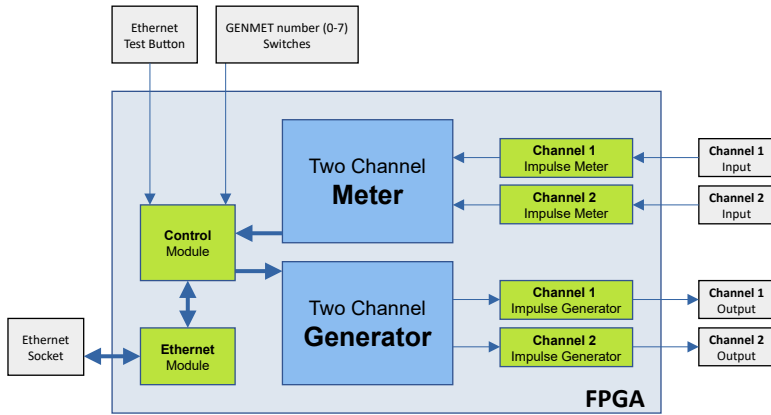 Ethernet
Test Button
GENMET number (0-7)
Switches
Two Channel
Meter
Channel 1
Impulse Meter
Channel 1
Input
Channel 2
Impulse Meter
Channel 2
Input
Control
Module
Two Channel
Generator
Channel 1
Impulse Generator
Channel 1
Output
Channel 2
Impulse Generator
Channel 2
Output
Ethernet
Socket
Ethernet
Module
FPGA